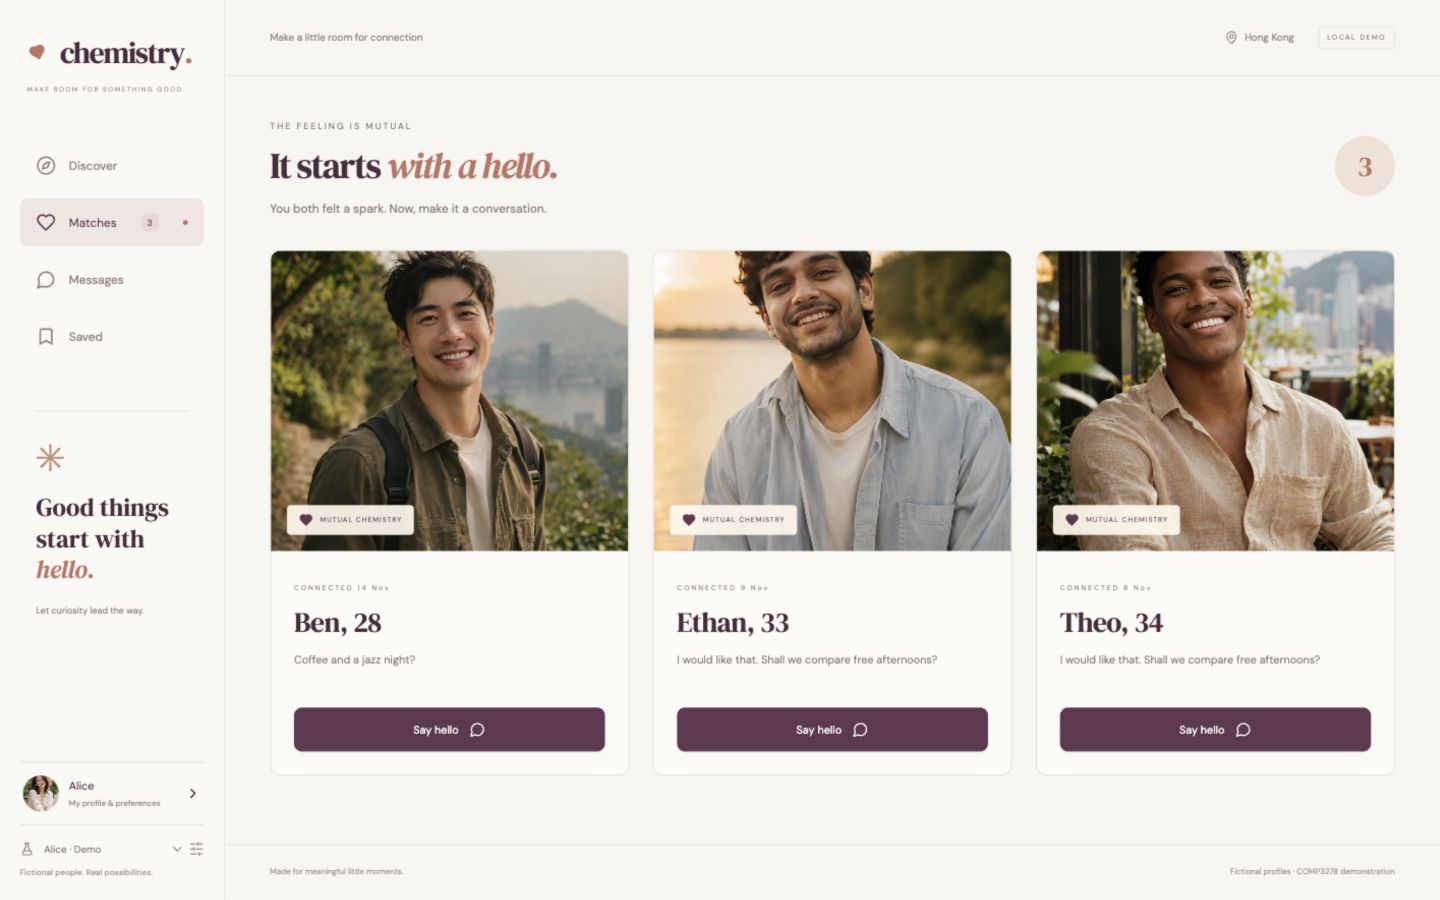 chemistry.
MAKE ROOM FOR SOMETHING GOOD
Discover
Matches 3
Messages
Saved
Good things
start with
hello.
Let curiosity lead the way.
Alice
My profile & preferences
Alice · Demo
Fictional people. Real possibilities.
Make a little room for connection
Hong Kong
LOCAL DEMO
THE FEELING IS MUTUAL
It starts with a hello.
You both felt a spark. Now, make it a conversation.
3
MUTUAL CHEMISTRY
CONNECTED 14 Nov
Ben, 28
Coffee and a jazz night?
Say hello
MUTUAL CHEMISTRY
CONNECTED 9 Nov
Ethan, 33
I would like that. Shall we compare free afternoons?
Say hello
MUTUAL CHEMISTRY
CONNECTED 8 Nov
Theo, 34
I would like that. Shall we compare free afternoons?
Say hello
Made for meaningful little moments.
Fictional profiles · COMP3278 demonstration